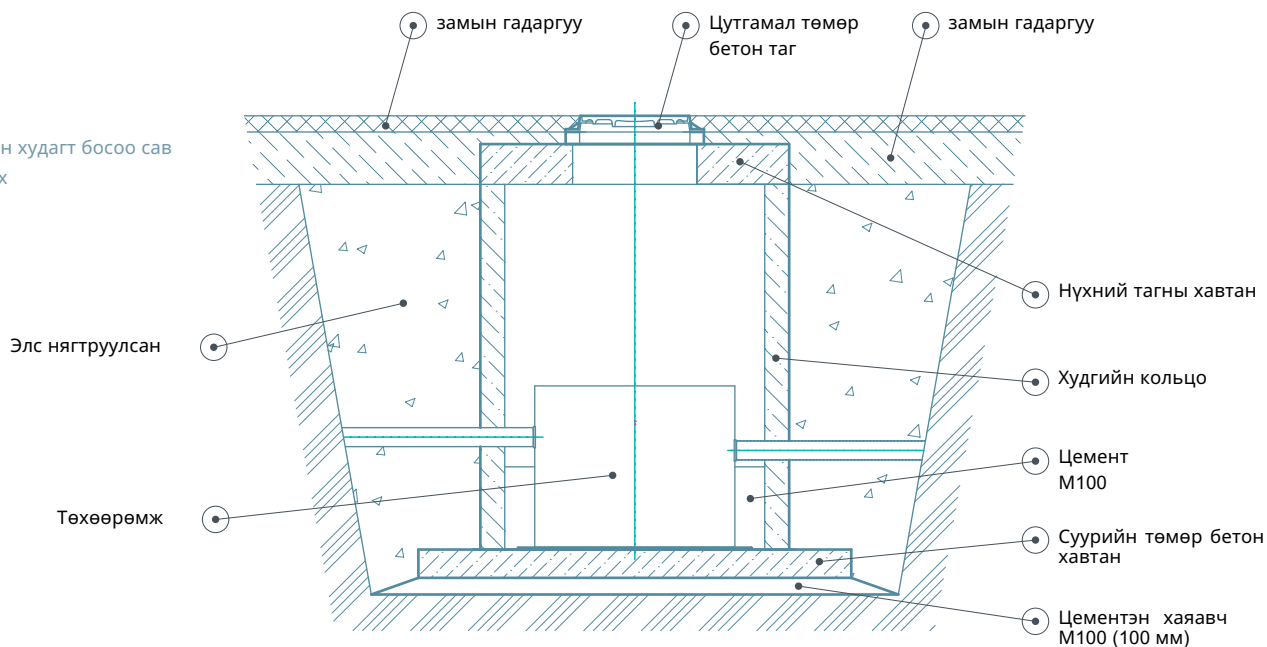 замын гадаргуу
Цутгамал төмөр
бетон таг
замын гадаргуу
н худагт босоо сав
х
Нүхний тагны хавтан
Элс нягтруулсан
Худгийн кольцо
Цемент
М100
Төхөөрөмж
Суурийн төмөр бетон
хавтан
Цементэн хаяавч
М100 (100 мм)